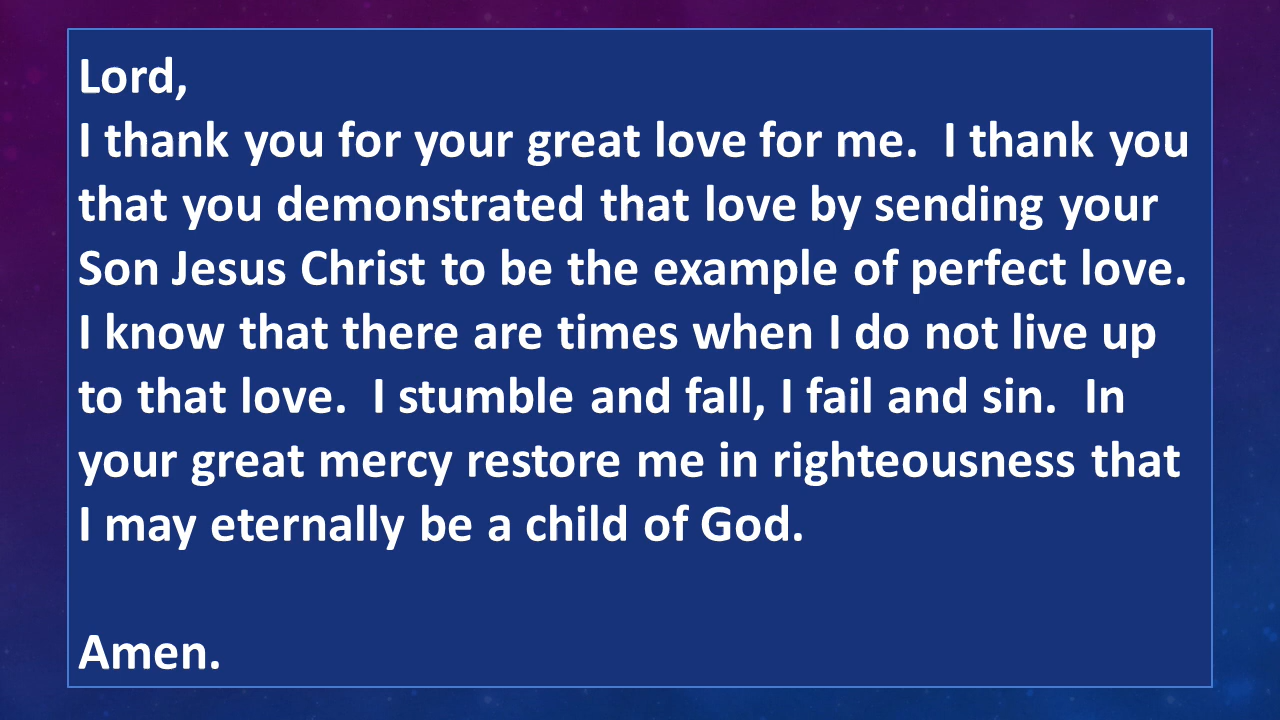 Lord,
I thank you for your great love for me.  I thank you
that you demonstrated that love by sending your
Son Jesus Christ to be the example of perfect love.
I know that there are times when I do not live up
to that love.  I stumble and fall, I fail and sin.  In
your great mercy restore me in righteousness that
I may eternally be a child of God.
Amen.